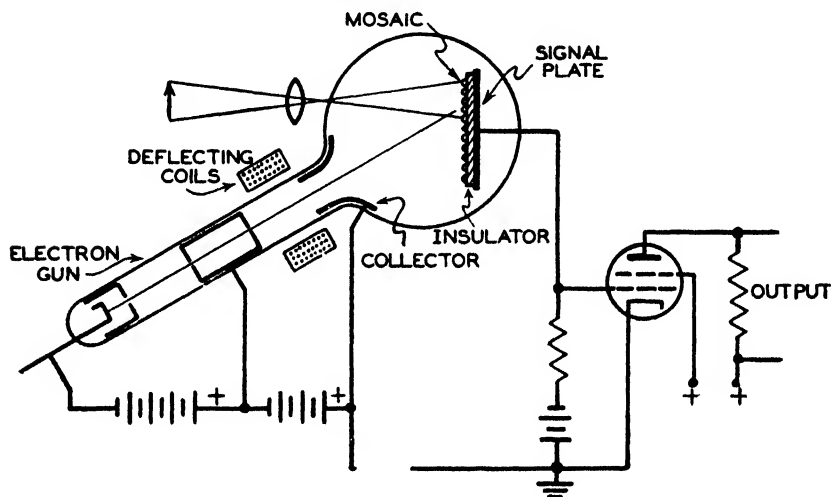 MOSAIC
SIGNAL
PLATE
DEFLECTING
COILS
ELECTRON
GUN
INSULATOR
COLLECTOR
OUTPUT
+
+
+
+